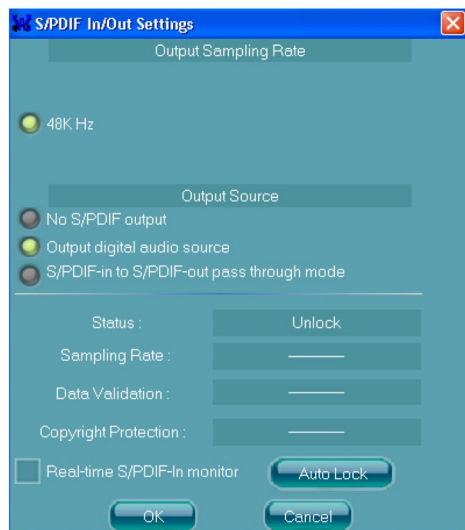 S/PDIF In/Out Settings
Output Sampling Rate
48K Hz
Output Source
No S/PDIF output
Output digital audio source
S/PDIF-in to S/PDIF-out pass through mode
Status : Unlock
Sampling Rate :
Data Validation :
Copyright Protection :
Real-time S/PDIF-In monitor Auto Lock
OK Cancel